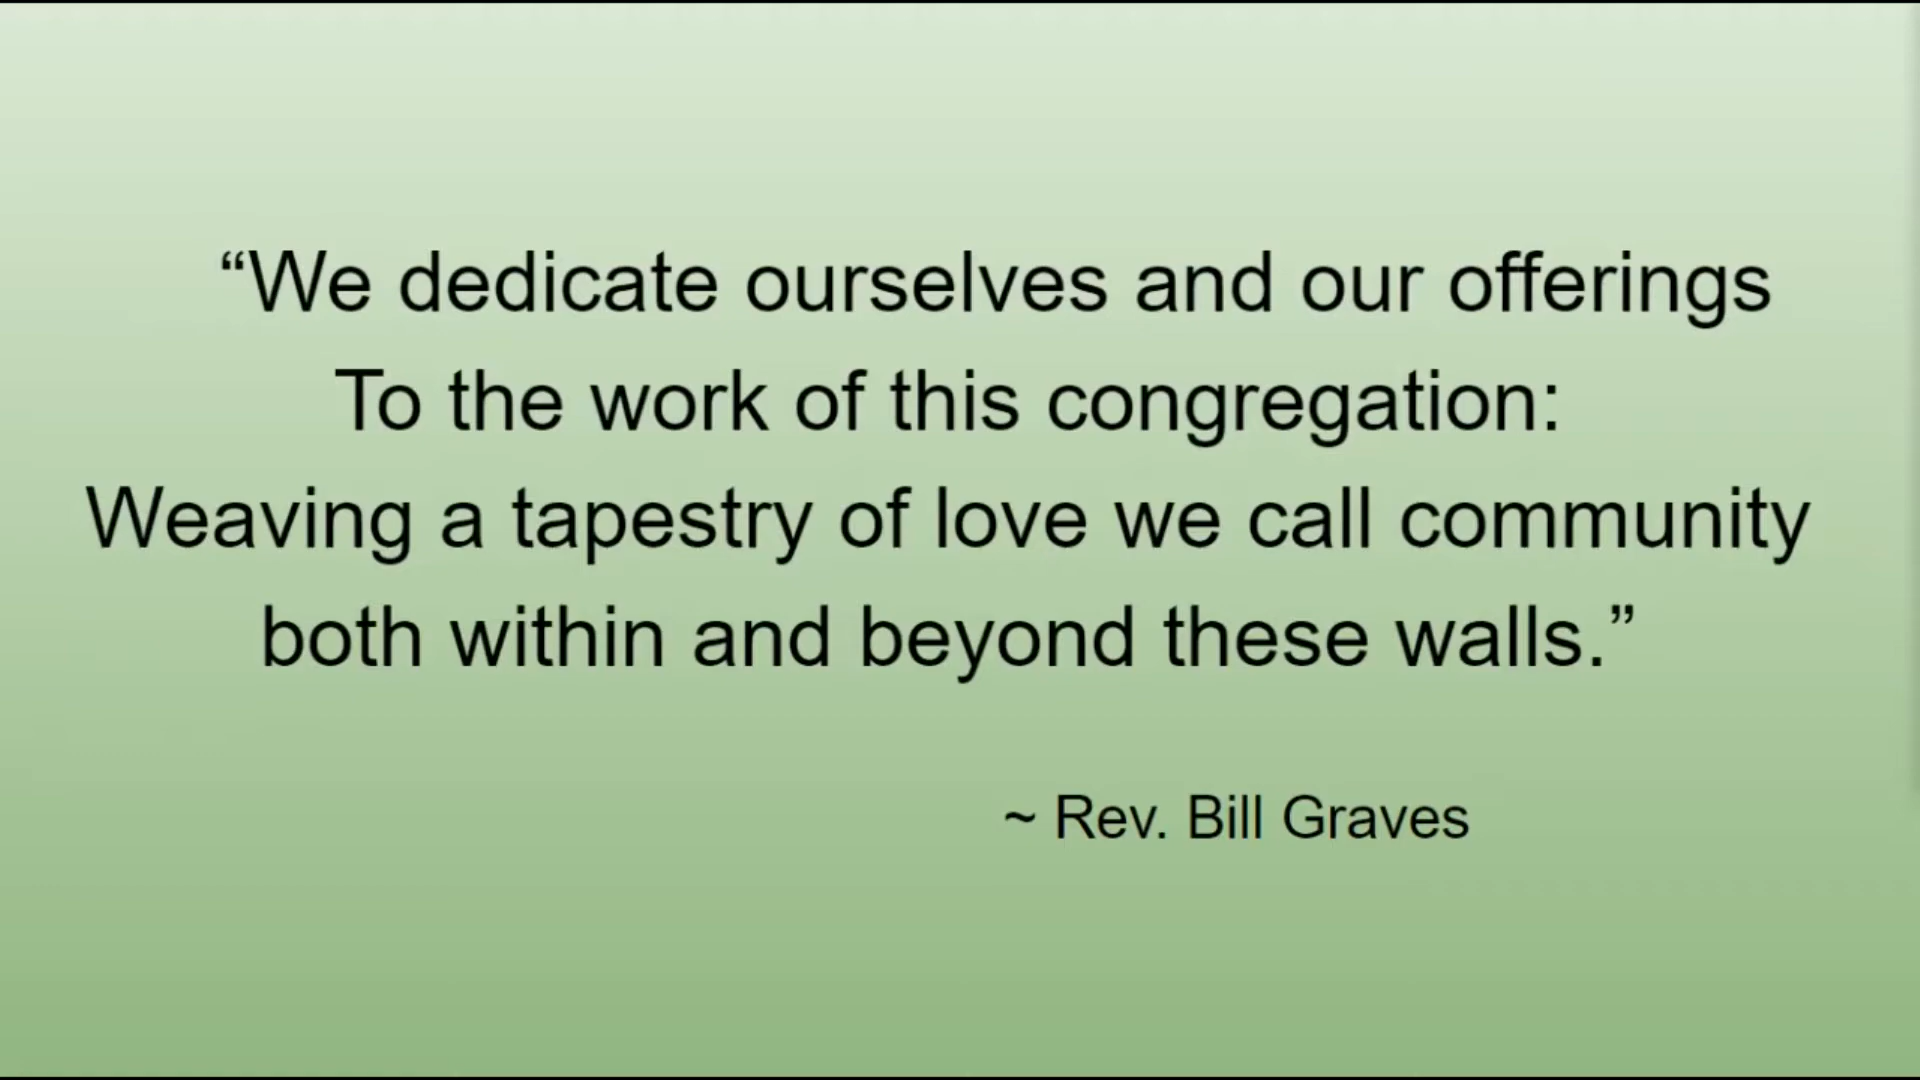 “We dedicate ourselves and our offerings
To the work of this congregation:
Weaving a tapestry of love we call community
both within and beyond these walls.”
~ Rev. Bill Graves